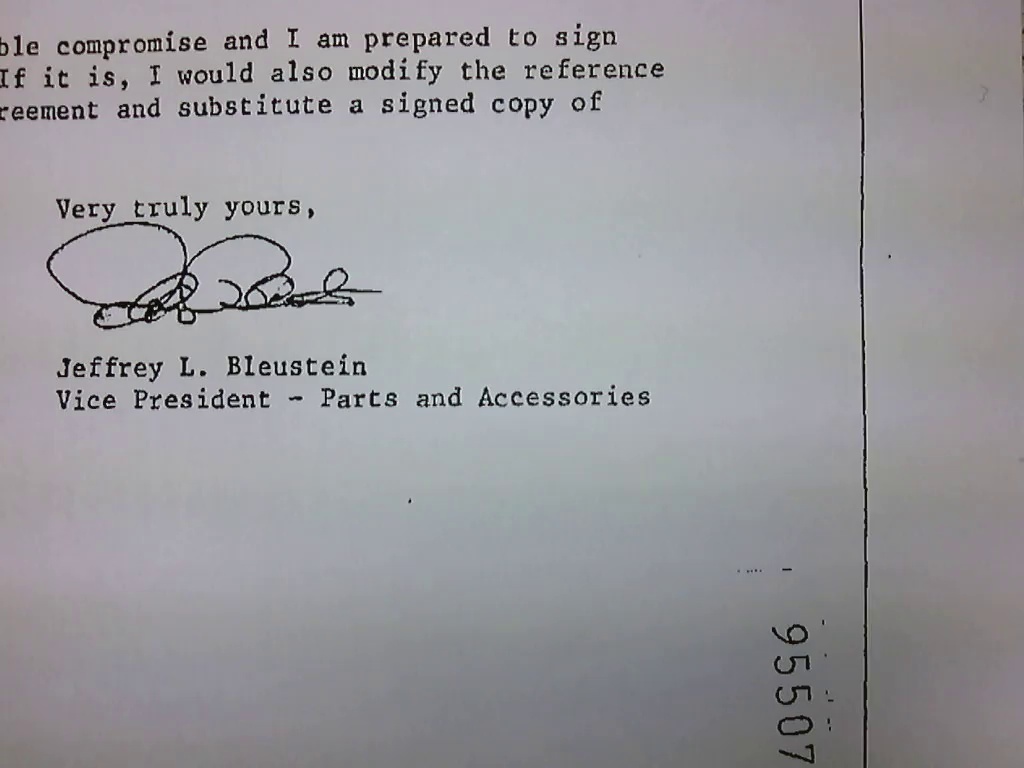 ble compromise and I am prepared to sign
If it is, I would also modify the reference
reement and substitute a signed copy of
Very truly yours,
Jeffrey L. Bleustein
Vice President - Parts and Accessories
95507